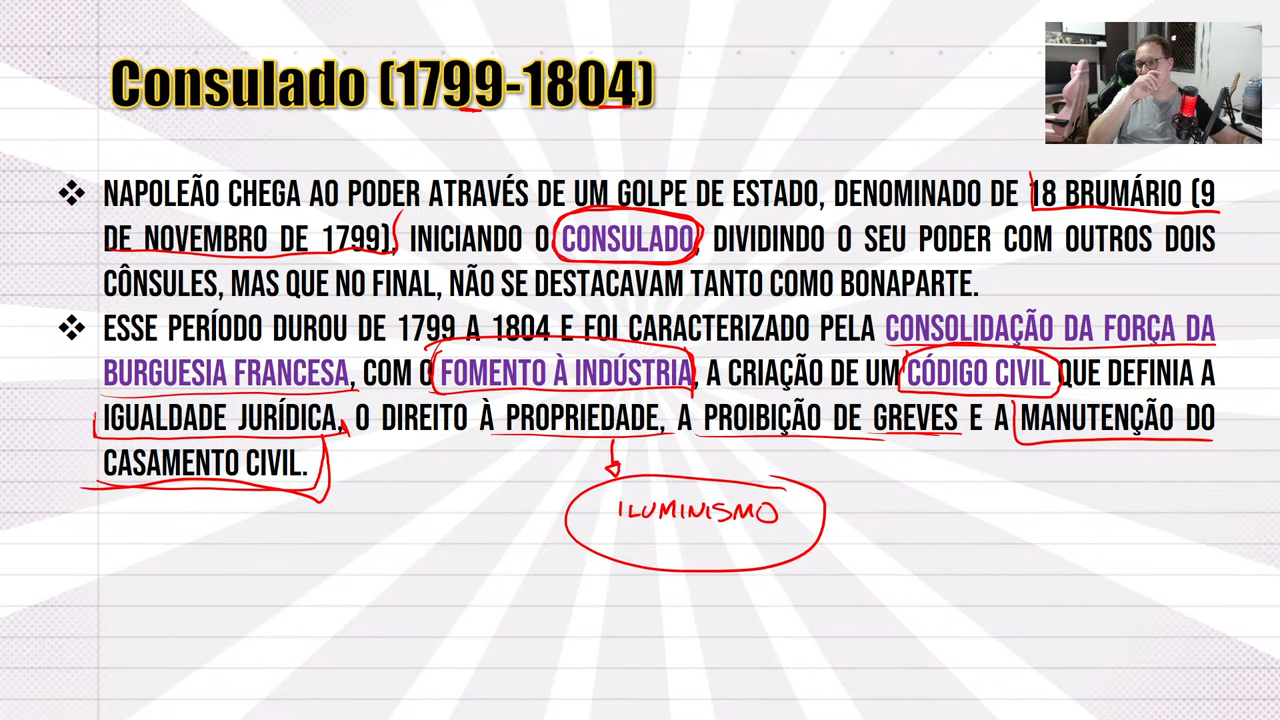 Consulado (1799-1804)
❖ NAPOLEÃO CHEGA AO PODER ATRAVÉS DE UM GOLPE DE ESTADO, DENOMINADO DE 18 BRUMÁRIO (9
DE NOVEMBRO DE 1799), INICIANDO O CONSULADO, DIVIDINDO O SEU PODER COM OUTROS DOIS
CÔNSULES, MAS QUE NO FINAL, NÃO SE DESTACAVAM TANTO COMO BONAPARTE.
❖ ESSE PERÍODO DUROU DE 1799 A 1804 E FOI CARACTERIZADO PELA CONSOLIDAÇÃO DA FORÇA DA
BURGUESIA FRANCESA, COM O FOMENTO À INDÚSTRIA, A CRIAÇÃO DE UM CÓDIGO CIVIL QUE DEFINIA A
IGUALDADE JURÍDICA, O DIREITO À PROPRIEDADE, A PROIBIÇÃO DE GREVES E A MANUTENÇÃO DO
CASAMENTO CIVIL.
ILUMINISMO